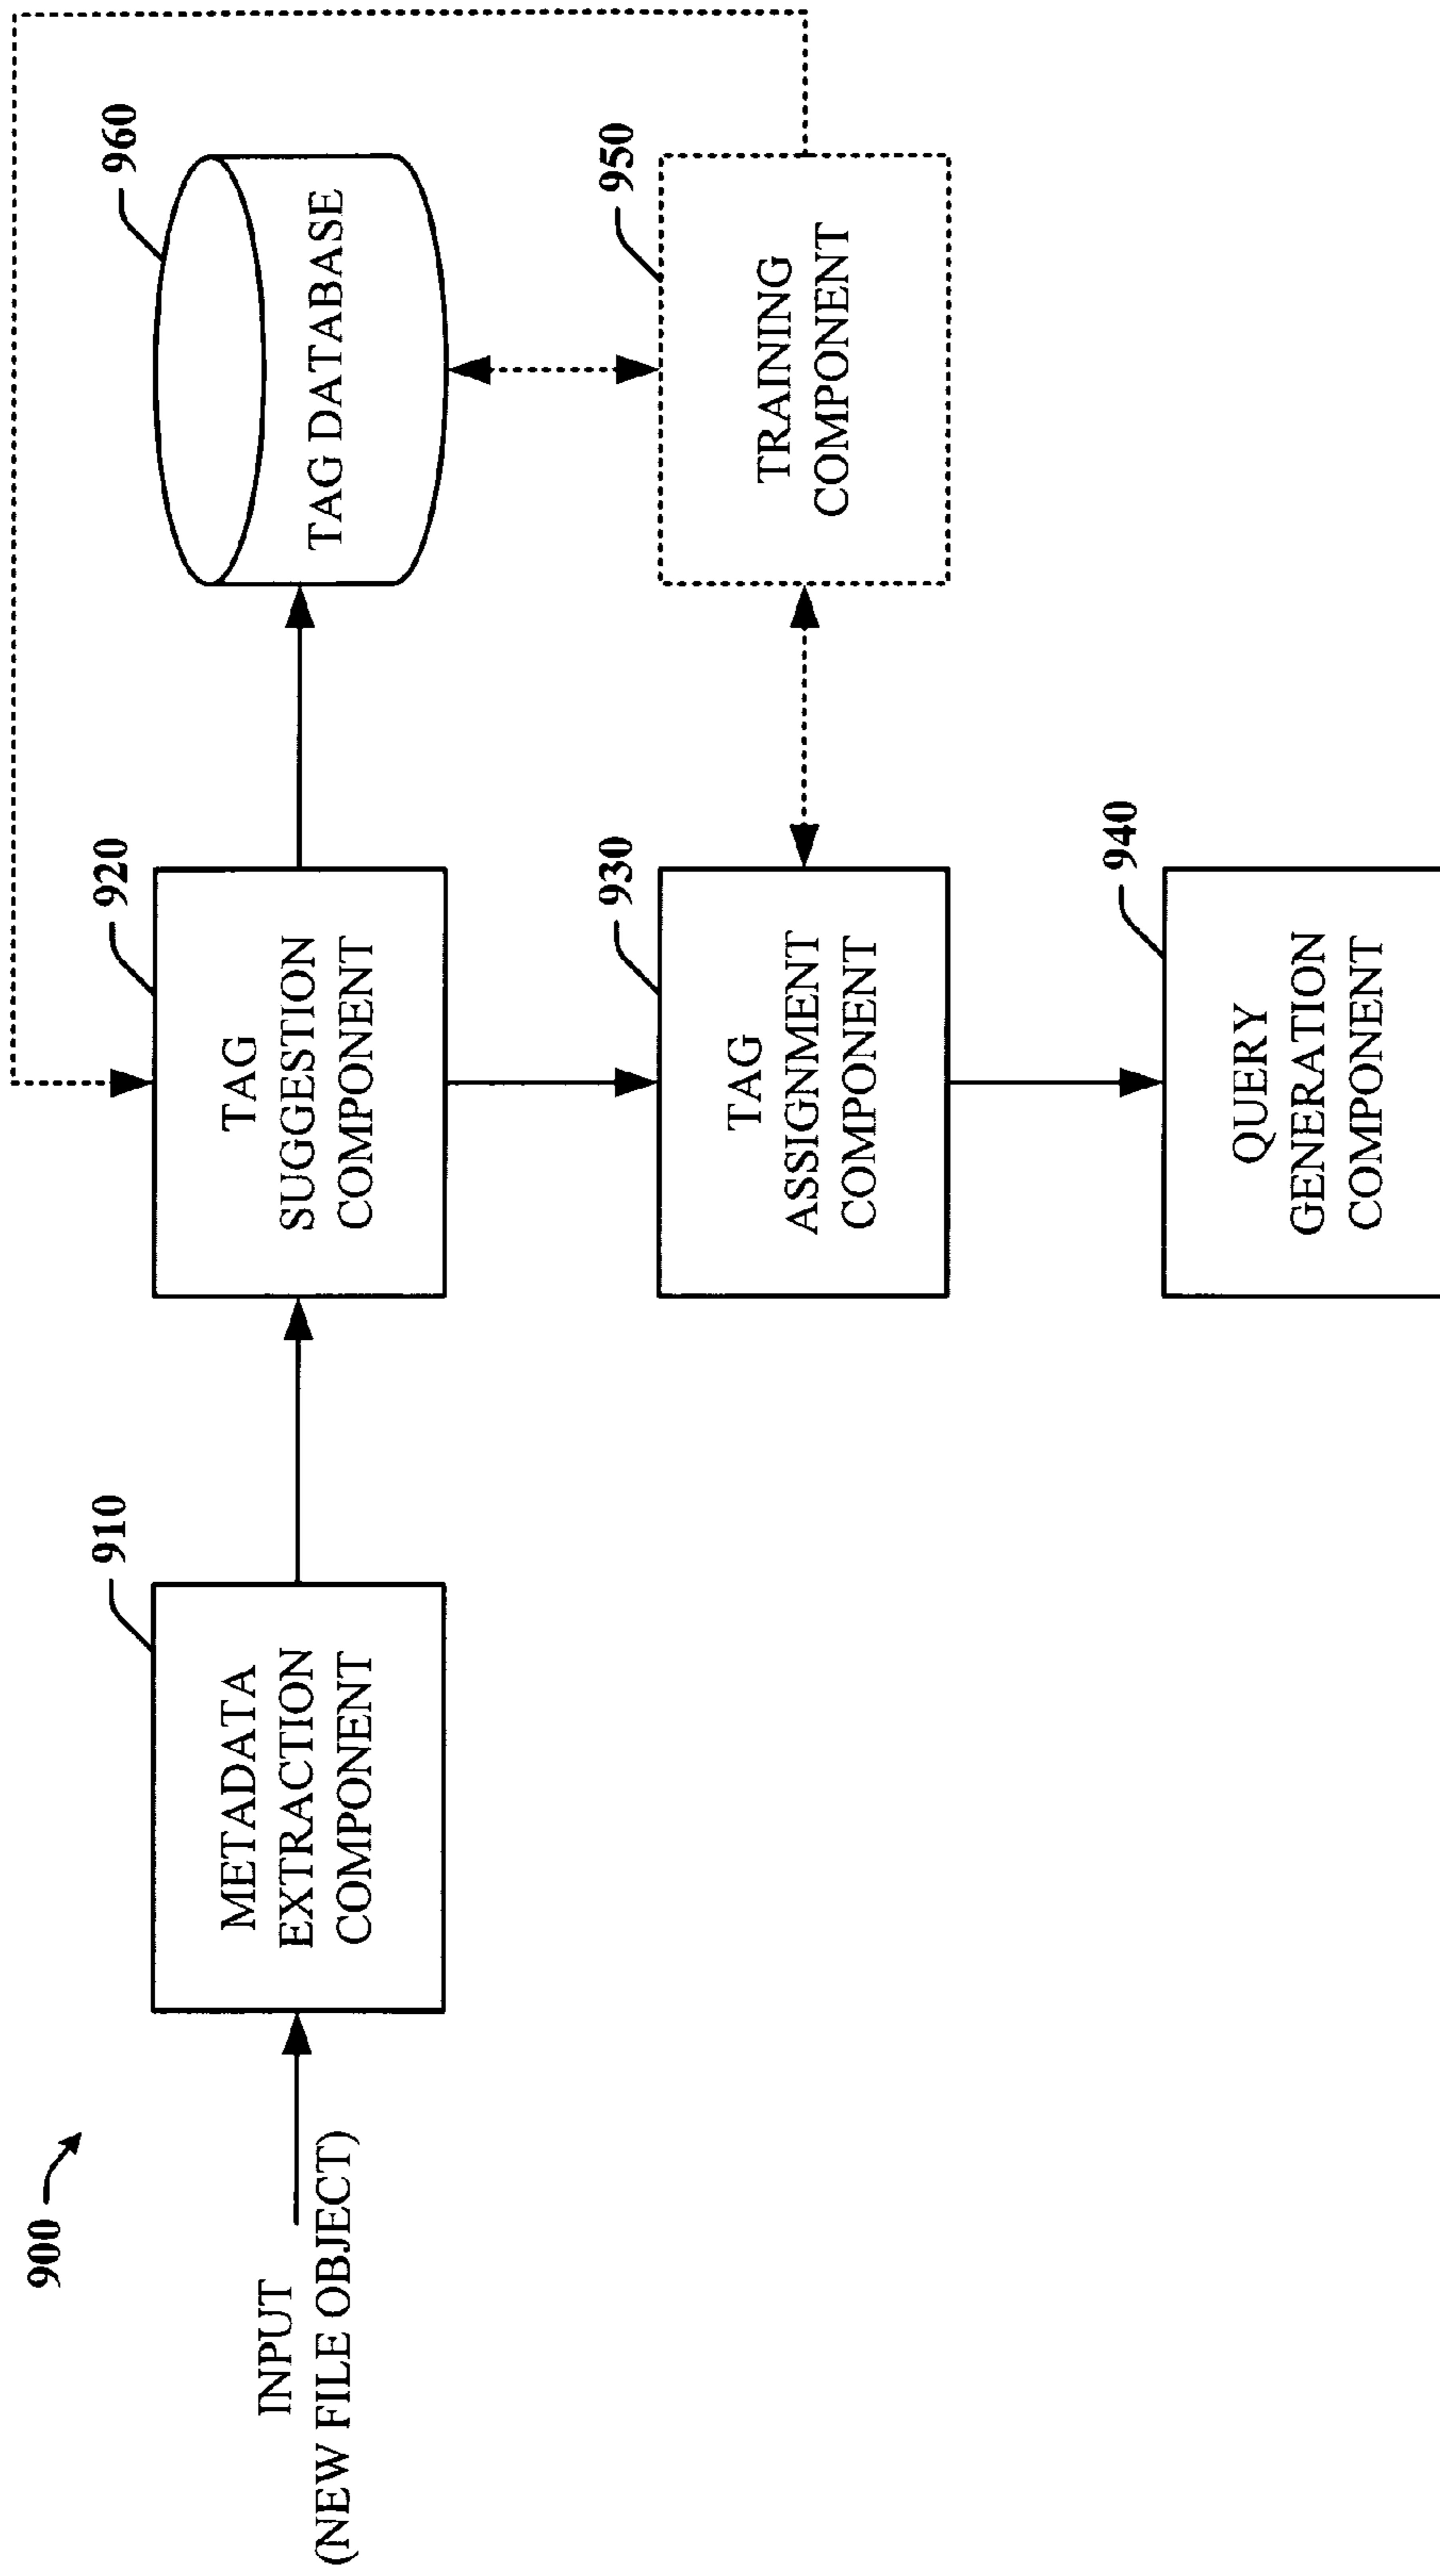 900
INPUT
(NEW FILE OBJECT)
910
METADATA
EXTRACTION
COMPONENT
920
TAG
SUGGESTION
COMPONENT
960
TAG DATABASE
930
TAG
ASSIGNMENT
COMPONENT
950
TRAINING
COMPONENT
940
QUERY
GENERATION
COMPONENT